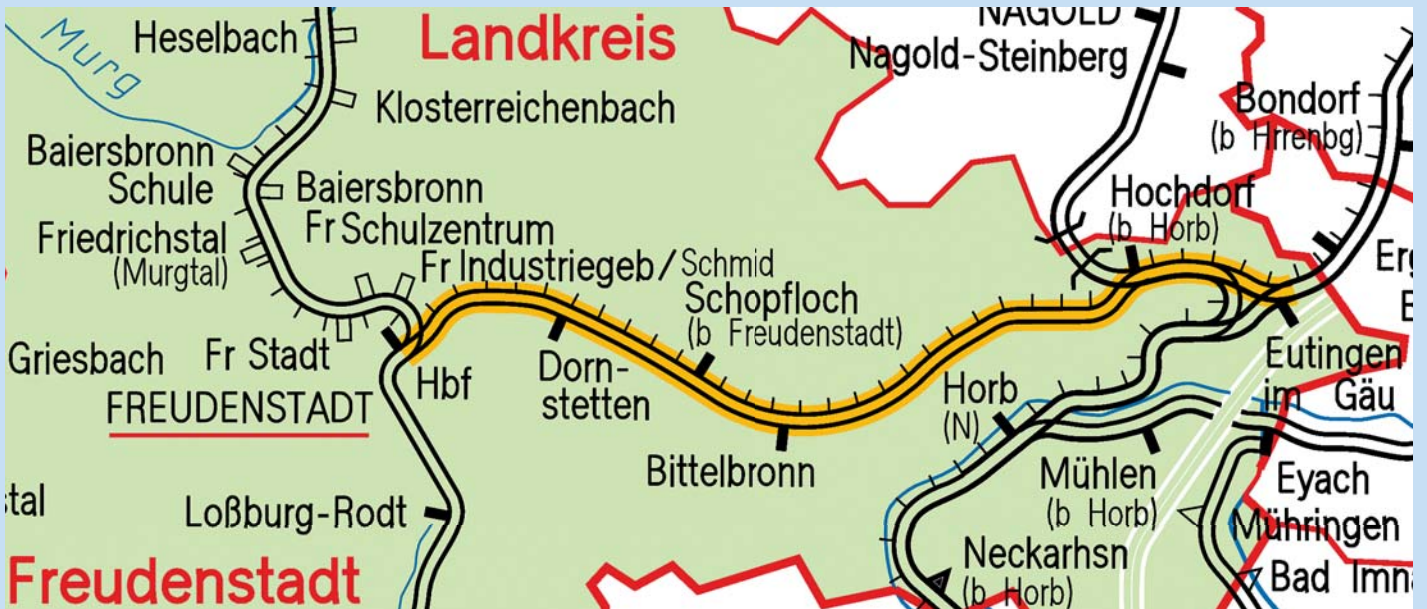 Murg
Heselbach
Landkreis
NAGOLD
Nagold-Steinberg
Klosterreichenbach
Bondorf
(b Hrrenbg)
Baiersbronn
Schule
Baiersbronn
Fr Schulzentrum
Hochdorf
(b Horb)
Friedrichstal
(Murgtal)
Fr Industriegeb/Schmid
Schopfloch
(b Freudenstadt)
Griesbach
Fr Stadt
FREUDENSTADT
Hbf
Dorn-
stetten
Horb
(N)
Eutingen
im Gäu
Bittelbronn
Mühlen
(b Horb)
Eyach
Mühringen
Loßburg-Rodt
Neckarhsn
(b Horb)
Freudenstadt